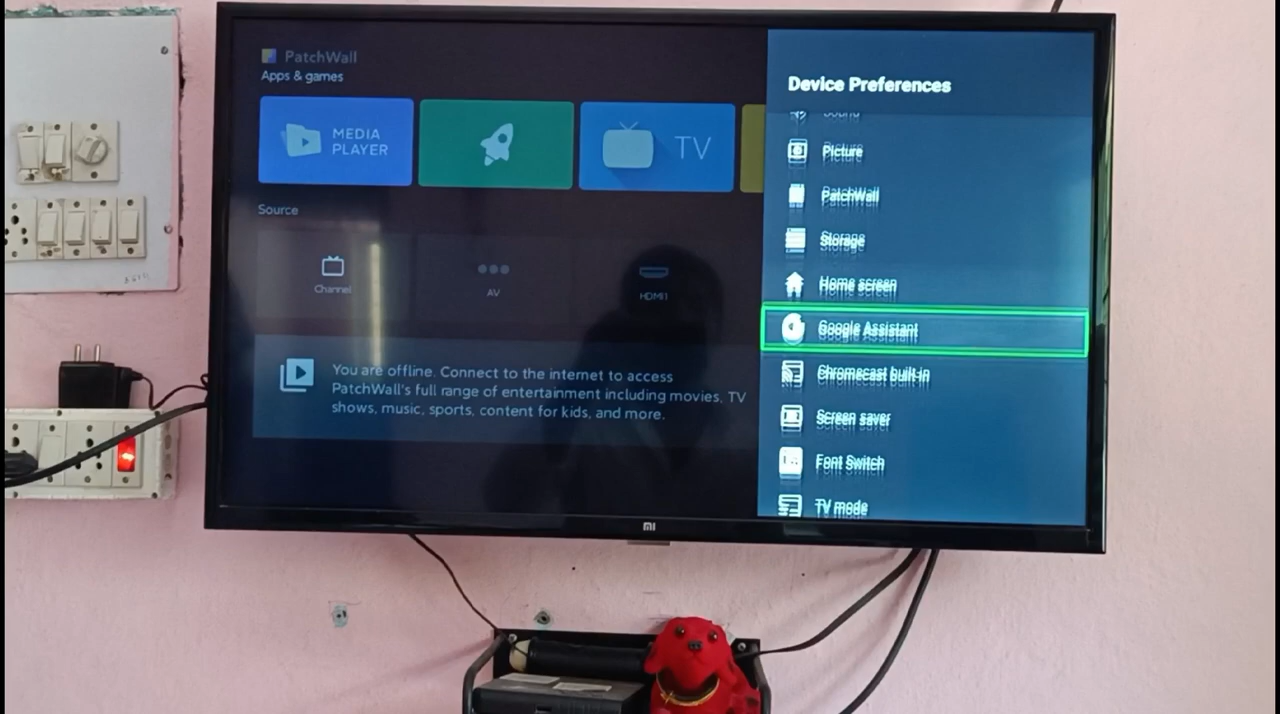 PatchWall
Apps & games
MEDIA
PLAYER
TV
Source
Channel
AV
HDMI1
You are offline. Connect to the internet to access
PatchWall's full range of entertainment including movies, TV
shows, music, sports, content for kids, and more.
Device Preferences
Sound
Picture
PatchWall
Storage
Home screen
Google Assistant
Chromecast built-in
Screen saver
Font Switch
TV mode
mi